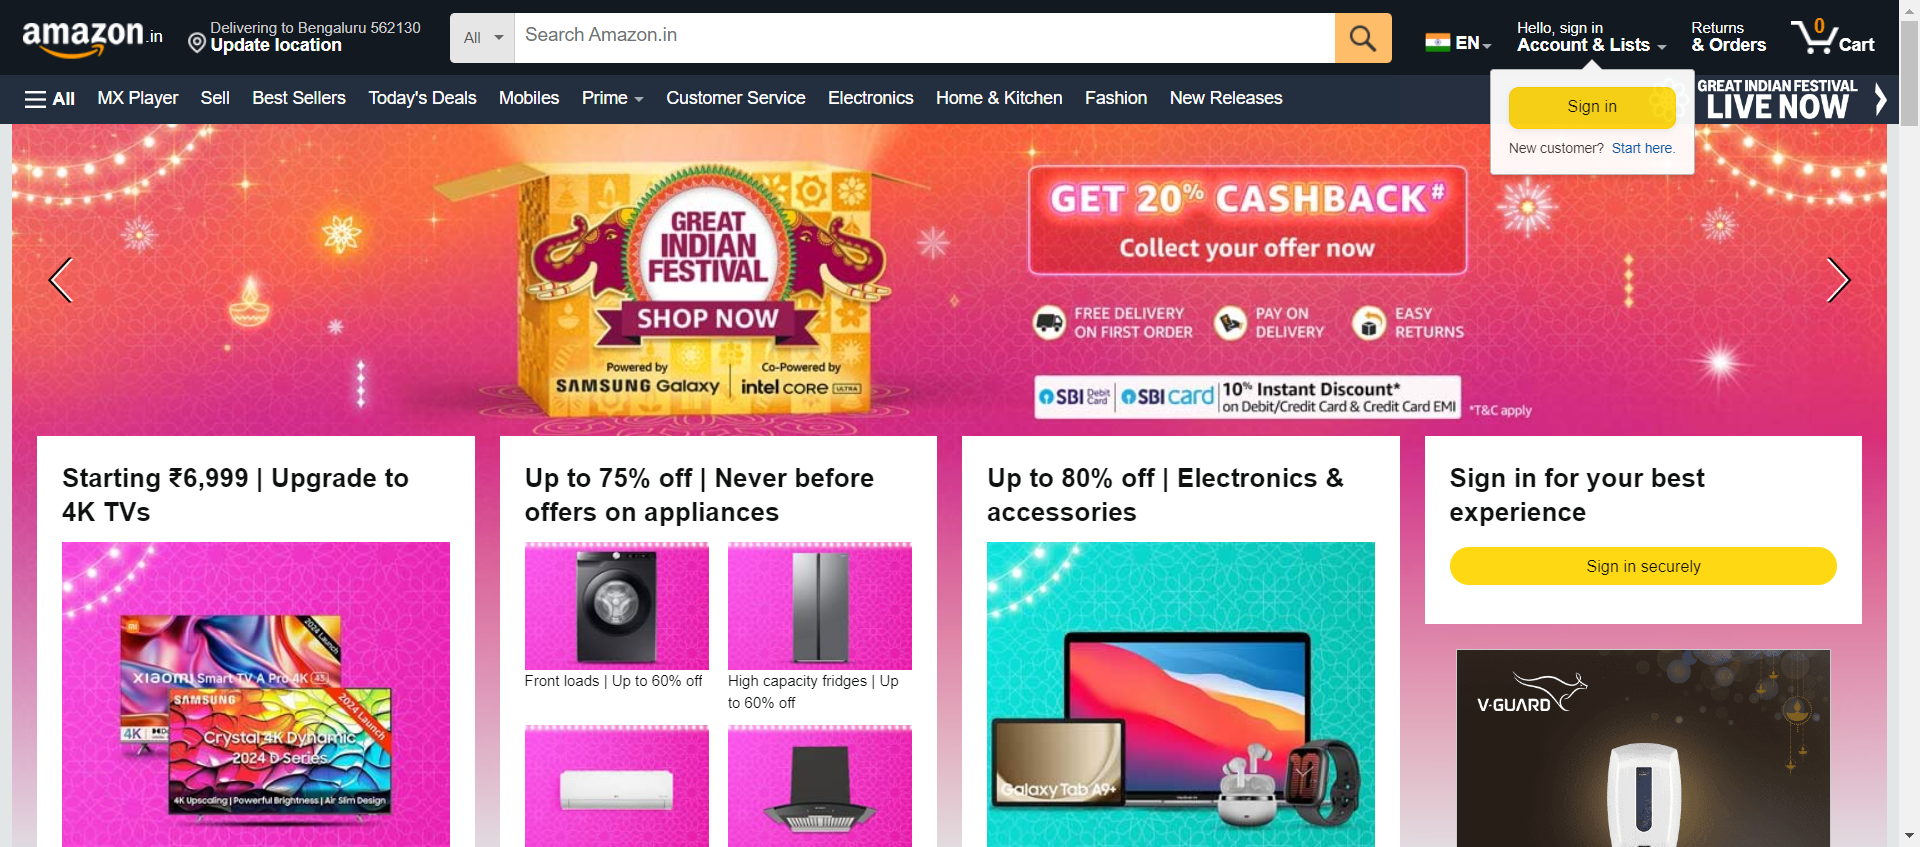 amazon.in
Delivering to Bengaluru 562130
Update location
All
Search Amazon.in
EN
Hello, sign in
Account & Lists
Returns
& Orders
0
Cart
All
MX Player
Sell
Best Sellers
Today's Deals
Mobiles
Prime
Customer Service
Electronics
Home & Kitchen
Fashion
New Releases
GREAT INDIAN FESTIVAL
LIVE NOW
Sign in
New customer? Start here.
GREAT
INDIAN
FESTIVAL
SHOP NOW
Powered by
SAMSUNG Galaxy
Co-Powered by
intel CORE ULTRA
GET 20% CASHBACK#
Collect your offer now
FREE DELIVERY
ON FIRST ORDER
PAY ON
DELIVERY
EASY
RETURNS
SBI Debit Card
SBI card
10% Instant Discount*
on Debit/Credit Card & Credit Card EMI
*T&C apply
Starting ₹6,999 | Upgrade to
4K TVs
mi
2024 Launch
xiaomi Smart TV A Pro 4K 43
SAMSUNG
2024 Launch
4K
Crystal 4K Dynamic
2024 D Series
4K Upscaling | Powerful Brightness | Air Slim Design
Up to 75% off | Never before
offers on appliances
Front loads | Up to 60% off
High capacity fridges | Up
to 60% off
Up to 80% off | Electronics &
accessories
Galaxy Tab A9+
10
Sign in for your best
experience
Sign in securely
V-GUARD